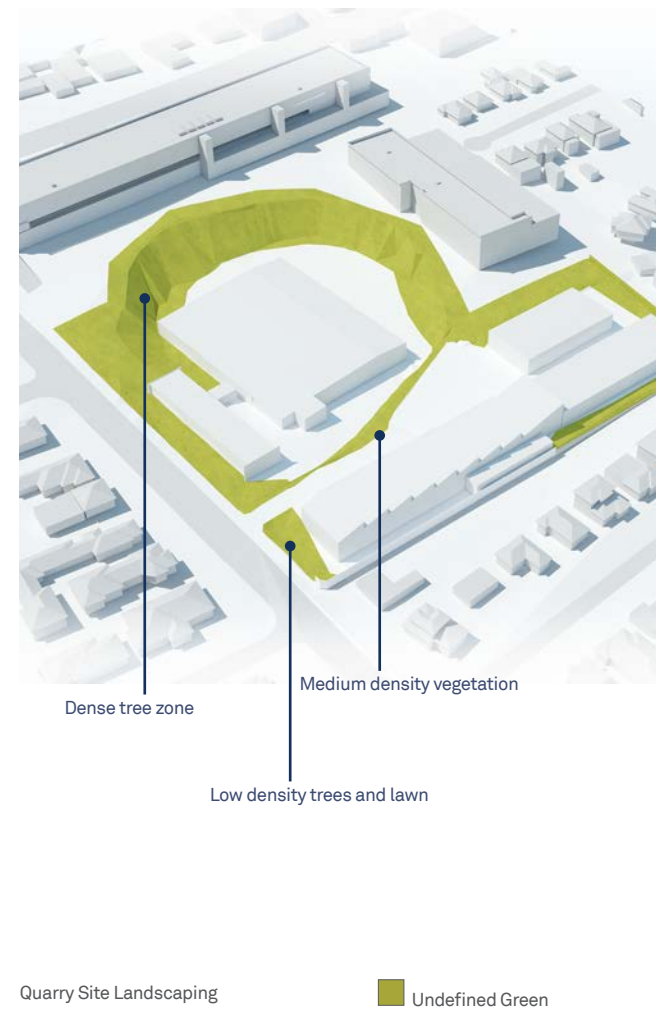 Medium density vegetation
Dense tree zone
Low density trees and lawn
Quarry Site Landscaping
Undefined Green